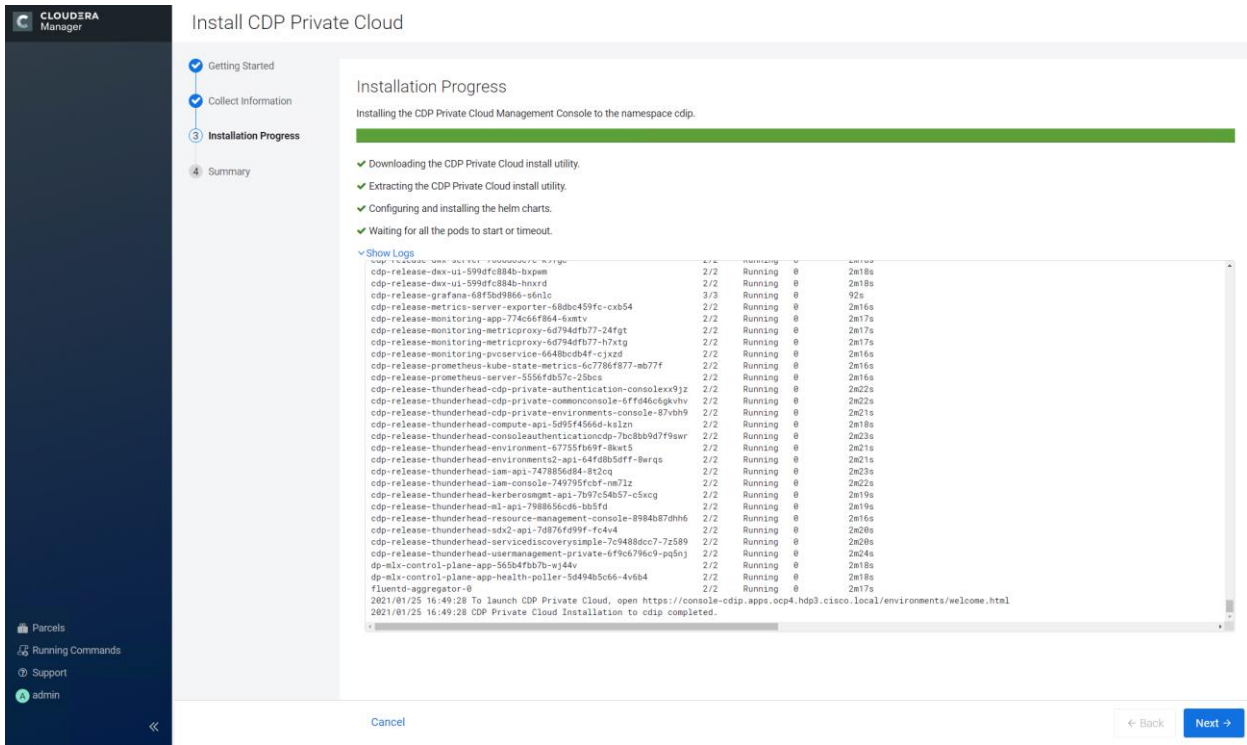 CLOUDERA
Manager
Install CDP Private Cloud
Getting Started
Collect Information
3 Installation Progress
4 Summary
Installation Progress
Installing the CDP Private Cloud Management Console to the namespace cdip.
Downloading the CDP Private Cloud install utility.
Extracting the CDP Private Cloud install utility.
Configuring and installing the helm charts.
Waiting for all the pods to start or timeout.
Show Logs
cdp-release-dwx-ui-599dfc884b-bxpwm 2/2 Running 0 2m18s
cdp-release-dwx-ui-599dfc884b-hnxrd 2/2 Running 0 2m18s
cdp-release-grafana-68f5bd9866-s6nlc 3/3 Running 0 92s
cdp-release-metrics-server-exporter-68dbc459fc-cxb54 2/2 Running 0 2m16s
cdp-release-monitoring-app-774c66f864-6xmtv 2/2 Running 0 2m17s
cdp-release-monitoring-metricproxy-6d794dfb77-24fgt 2/2 Running 0 2m17s
cdp-release-monitoring-metricproxy-6d794dfb77-h7xtg 2/2 Running 0 2m17s
cdp-release-monitoring-pvcservice-6648bcdb4f-cjxzd 2/2 Running 0 2m16s
cdp-release-prometheus-kube-state-metrics-6c7786f877-mb77f 2/2 Running 0 2m16s
cdp-release-prometheus-server-5556fdb57c-25bcs 2/2 Running 0 2m16s
cdp-release-thunderhead-cdp-private-authentication-consolexx9jz 2/2 Running 0 2m22s
cdp-release-thunderhead-cdp-private-commonconsole-6ffd46c6gkvhv 2/2 Running 0 2m22s
cdp-release-thunderhead-cdp-private-environments-console-87vbh9 2/2 Running 0 2m21s
cdp-release-thunderhead-compute-api-5d95f4566d-kslzn 2/2 Running 0 2m18s
cdp-release-thunderhead-consoleauthenticationcdp-7bc8bb9d7f9swr 2/2 Running 0 2m23s
cdp-release-thunderhead-environment-67755fb69f-8kwt5 2/2 Running 0 2m21s
cdp-release-thunderhead-environments2-api-64fd8b5dff-8wrqs 2/2 Running 0 2m21s
cdp-release-thunderhead-iam-api-7478856d84-8t2cq 2/2 Running 0 2m23s
cdp-release-thunderhead-iam-console-749795fcbf-nm7lz 2/2 Running 0 2m22s
cdp-release-thunderhead-kerberosmgmt-api-7b97c54b57-c5xcg 2/2 Running 0 2m19s
cdp-release-thunderhead-ml-api-7988656cd6-bb5fd 2/2 Running 0 2m19s
cdp-release-thunderhead-resource-management-console-8984b87dhh6 2/2 Running 0 2m16s
cdp-release-thunderhead-sdx2-api-7d876fd99f-fc4v4 2/2 Running 0 2m20s
cdp-release-thunderhead-servicediscoverysimple-7c9488dcc7-7z589 2/2 Running 0 2m20s
cdp-release-thunderhead-usermanagement-private-6f9c6796c9-pq5nj 2/2 Running 0 2m24s
dp-mlx-control-plane-app-565b4fbb7b-wj44v 2/2 Running 0 2m18s
dp-mlx-control-plane-app-health-poller-5d494b5c66-4v6b4 2/2 Running 0 2m18s
fluentd-aggregator-0 2/2 Running 0 2m17s
2021/01/25 16:49:28 To launch CDP Private Cloud, open https://console-cdip.apps.ocp4.hdp3.cisco.local/environments/welcome.html
2021/01/25 16:49:28 CDP Private Cloud Installation to cdip completed.
Parcels
Running Commands
Support
A admin
Cancel
← Back
Next →